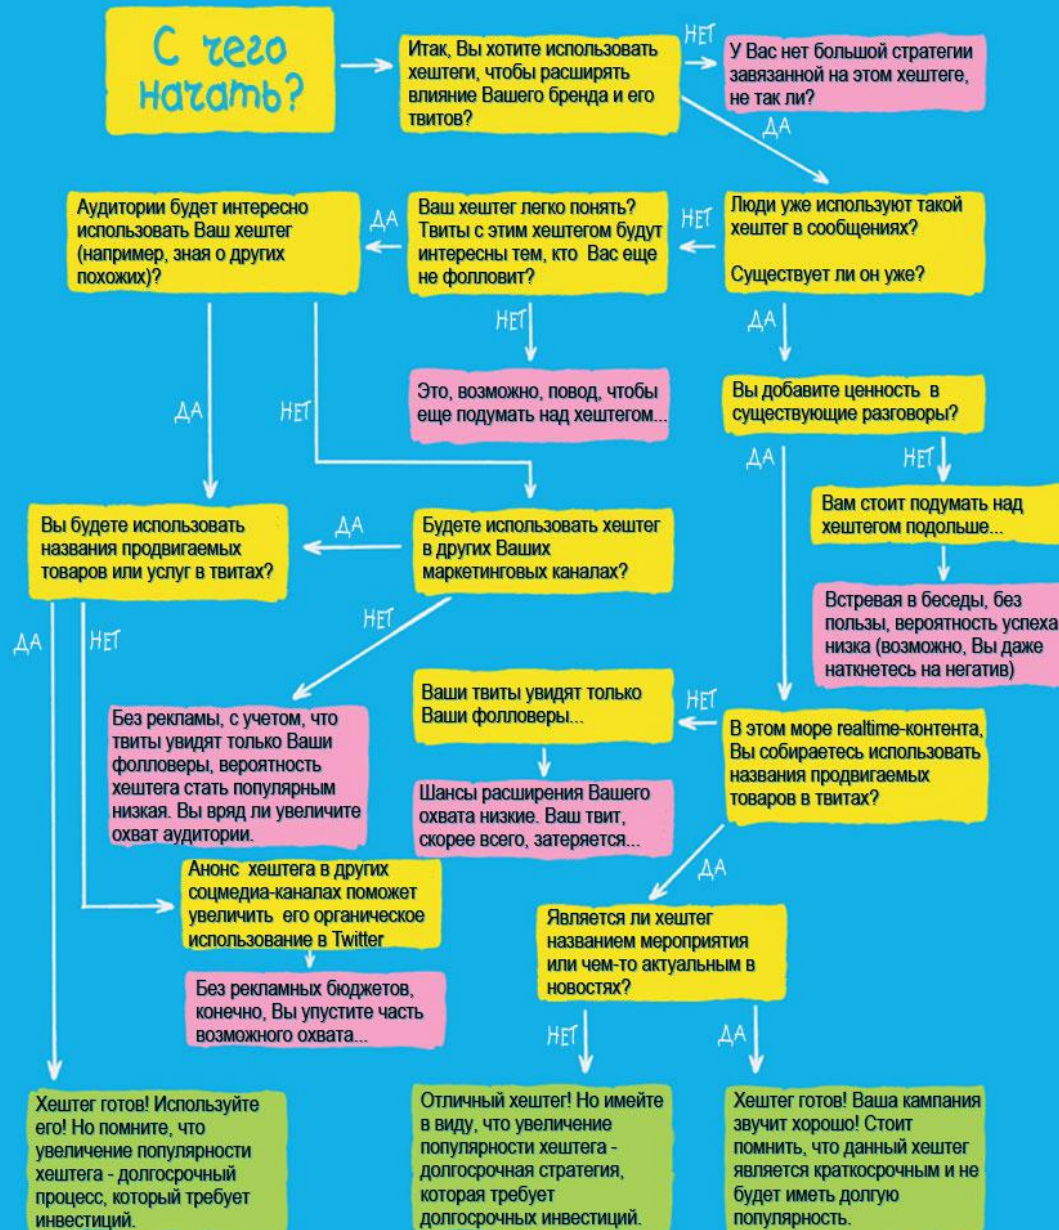 С чего
начать?
Итак, Вы хотите использовать
хештеги, чтобы расширять
влияние Вашего бренда и его
твитов?
НЕТ
У Вас нет большой стратегии
завязанной на этом хештеге,
не так ли?
ДА
Люди уже используют такой
хештег в сообщениях?
Существует ли он уже?
НЕТ
Ваш хештег легко понять?
Твиты с этим хештегом будут
интересны тем, кто Вас еще
не фолловит?
ДА
Аудитории будет интересно
использовать Ваш хештег
(например, зная о других
похожих)?
НЕТ
Это, возможно, повод, чтобы
еще подумать над хештегом...
ДА
Вы добавите ценность в
существующие разговоры?
ДА
НЕТ
ДА
НЕТ
Вам стоит подумать над
хештегом подольше...
Встревая в беседы, без
пользы, вероятность успеха
низка (возможно, Вы даже
наткнетесь на негатив)
Вы будете использовать
названия продвигаемых
товаров или услуг в твитах?
ДА
Будете использовать хештег
в других Ваших
маркетинговых каналах?
НЕТ
ДА
НЕТ
Без рекламы, с учетом, что
твиты увидят только Ваши
фолловеры, вероятность
хештега стать популярным
низкая. Вы вряд ли увеличите
охват аудитории.
Ваши твиты увидят только
Ваши фолловеры...
НЕТ
В этом море realtime-контента,
Вы собираетесь использовать
названия продвигаемых
товаров в твитах?
Шансы расширения Вашего
охвата низкие. Ваш твит,
скорее всего, затеряется...
ДА
Анонс хештега в других
соцмедиа-каналах поможет
увеличить его органическое
использование в Twitter
Без рекламных бюджетов,
конечно, Вы упустите часть
возможного охвата...
Является ли хештег
названием мероприятия
или чем-то актуальным в
новостях?
НЕТ
ДА
Хештег готов! Используйте
его! Но помните, что
увеличение популярности
хештега - долгосрочный
процесс, который требует
инвестиций.
Отличный хештег! Но имейте
в виду, что увеличение
популярности хештега -
долгосрочная стратегия,
которая требует
долгосрочных инвестиций.
Хештег готов! Ваша кампания
звучит хорошо! Стоит
помнить, что данный хештег
является краткосрочным и не
будет иметь долгую
популярность.